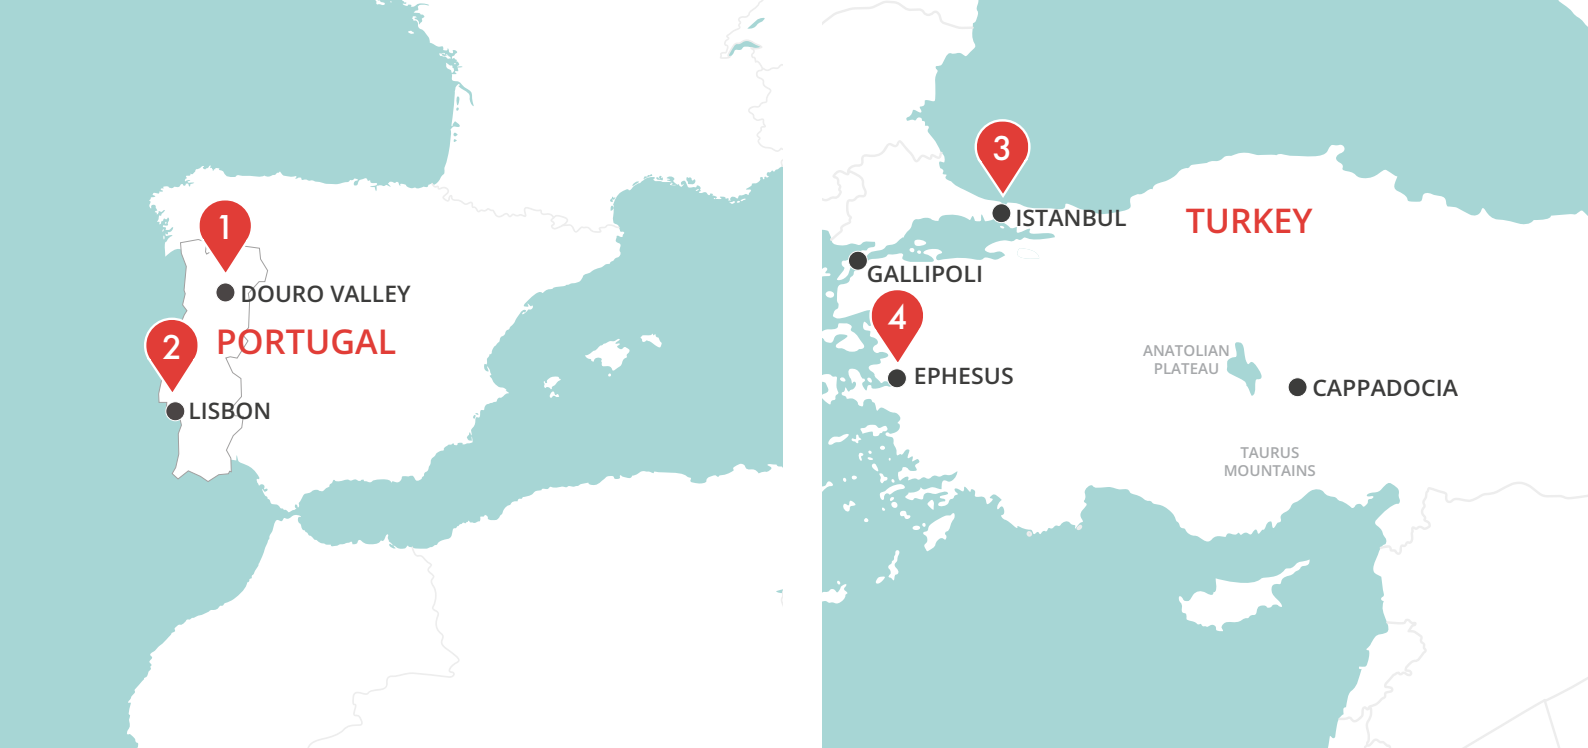 1
DOURO VALLEY
PORTUGAL
2
LISBON
3
ISTANBUL
TURKEY
GALLIPOLI
4
EPHESUS
ANATOLIAN
PLATEAU
CAPPADOCIA
TAURUS
MOUNTAINS